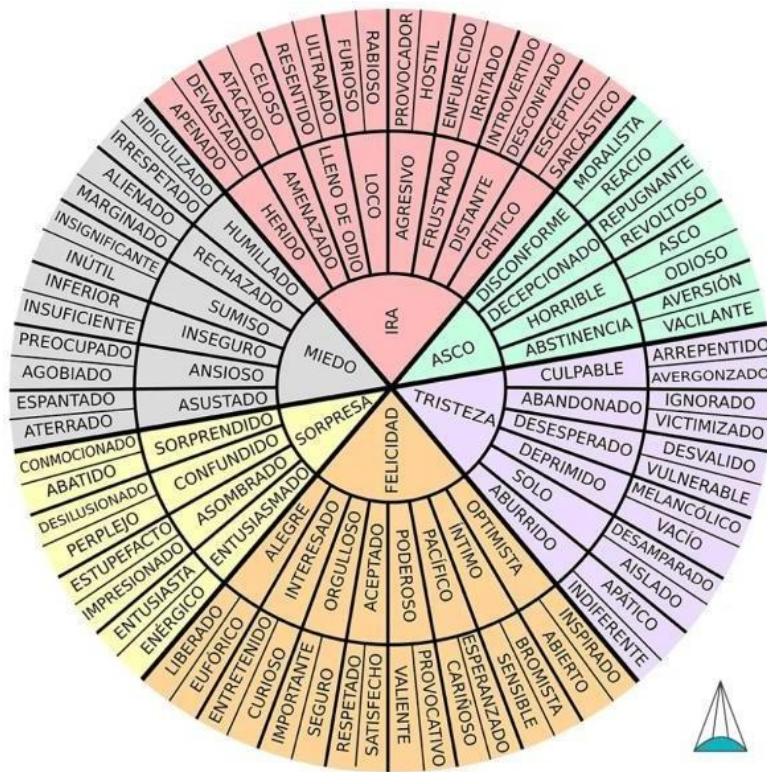 IRA
HERIDO
APENADO
DEVASTADO
AMENAZADO
ATACADO
CELOSO
LLENO DE ODIO
RESENTIDO
ULTRAJADO
LOCO
FURIOSO
RABIOSO
AGRESIVO
PROVOCADOR
HOSTIL
FRUSTRADO
ENFURECIDO
IRRITADO
DISTANTE
INTROVERTIDO
DESCONFIADO
CRÍTICO
ESCÉPTICO
SARCÁSTICO
ASCO
DISCONFORME
MORALISTA
REACIO
DECEPCIONADO
REPUGNANTE
REVOLTOSO
HORRIBLE
ASCO
ODIOSO
ABSTINENCIA
AVERSIÓN
VACILANTE
TRISTEZA
CULPABLE
ARREPENTIDO
AVERGONZADO
ABANDONADO
IGNORADO
VICTIMIZADO
DESESPERADO
DESVALIDO
VULNERABLE
DEPRIMIDO
MELANCÓLICO
VACÍO
SOLO
DESAMPARADO
AISLADO
ABURRIDO
APÁTICO
INDIFERENTE
FELICIDAD
OPTIMISTA
INSPIRADO
ABIERTO
ÍNTIMO
BROMISTA
SENSIBLE
PACÍFICO
ESPERANZADO
CARIÑOSO
PODEROSO
PROVOCATIVO
VALIENTE
ACEPTADO
SATISFECHO
RESPETADO
ORGULLOSO
SEGURO
IMPORTANTE
INTERESADO
CURIOSO
ENTRETENIDO
ALEGRE
EUFÓRICO
LIBERADO
SORPRESA
ENTUSIASMADO
ENÉRGICO
ENTUSIASTA
ASOMBRADO
IMPRESIONADO
ESTUPEFACTO
CONFUNDIDO
PERPLEJO
DESILUSIONADO
SORPRENDIDO
ABATIDO
CONMOCIONADO
MIEDO
ASUSTADO
ATERRADO
ESPANTADO
ANSIOSO
AGOBIADO
PREOCUPADO
INSEGURO
INSUFICIENTE
INFERIOR
SUMISO
INÚTIL
INSIGNIFICANTE
RECHAZADO
MARGINADO
ALIENADO
HUMILLADO
IRRESPETADO
RIDICULIZADO